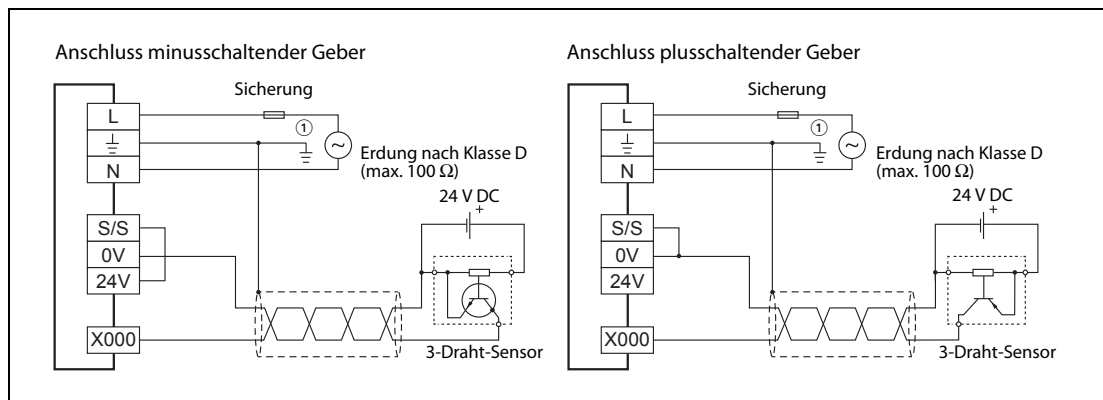 Anschluss minusschaltender Geber
Sicherung
L
①
N
Erdung nach Klasse D
(max. 100 Ω)
24 V DC
+
S/S
0V
24V
X000
3-Draht-Sensor
Anschluss plusschaltender Geber
Sicherung
L
①
N
Erdung nach Klasse D
(max. 100 Ω)
24 V DC
+
S/S
0V
24V
X000
3-Draht-Sensor